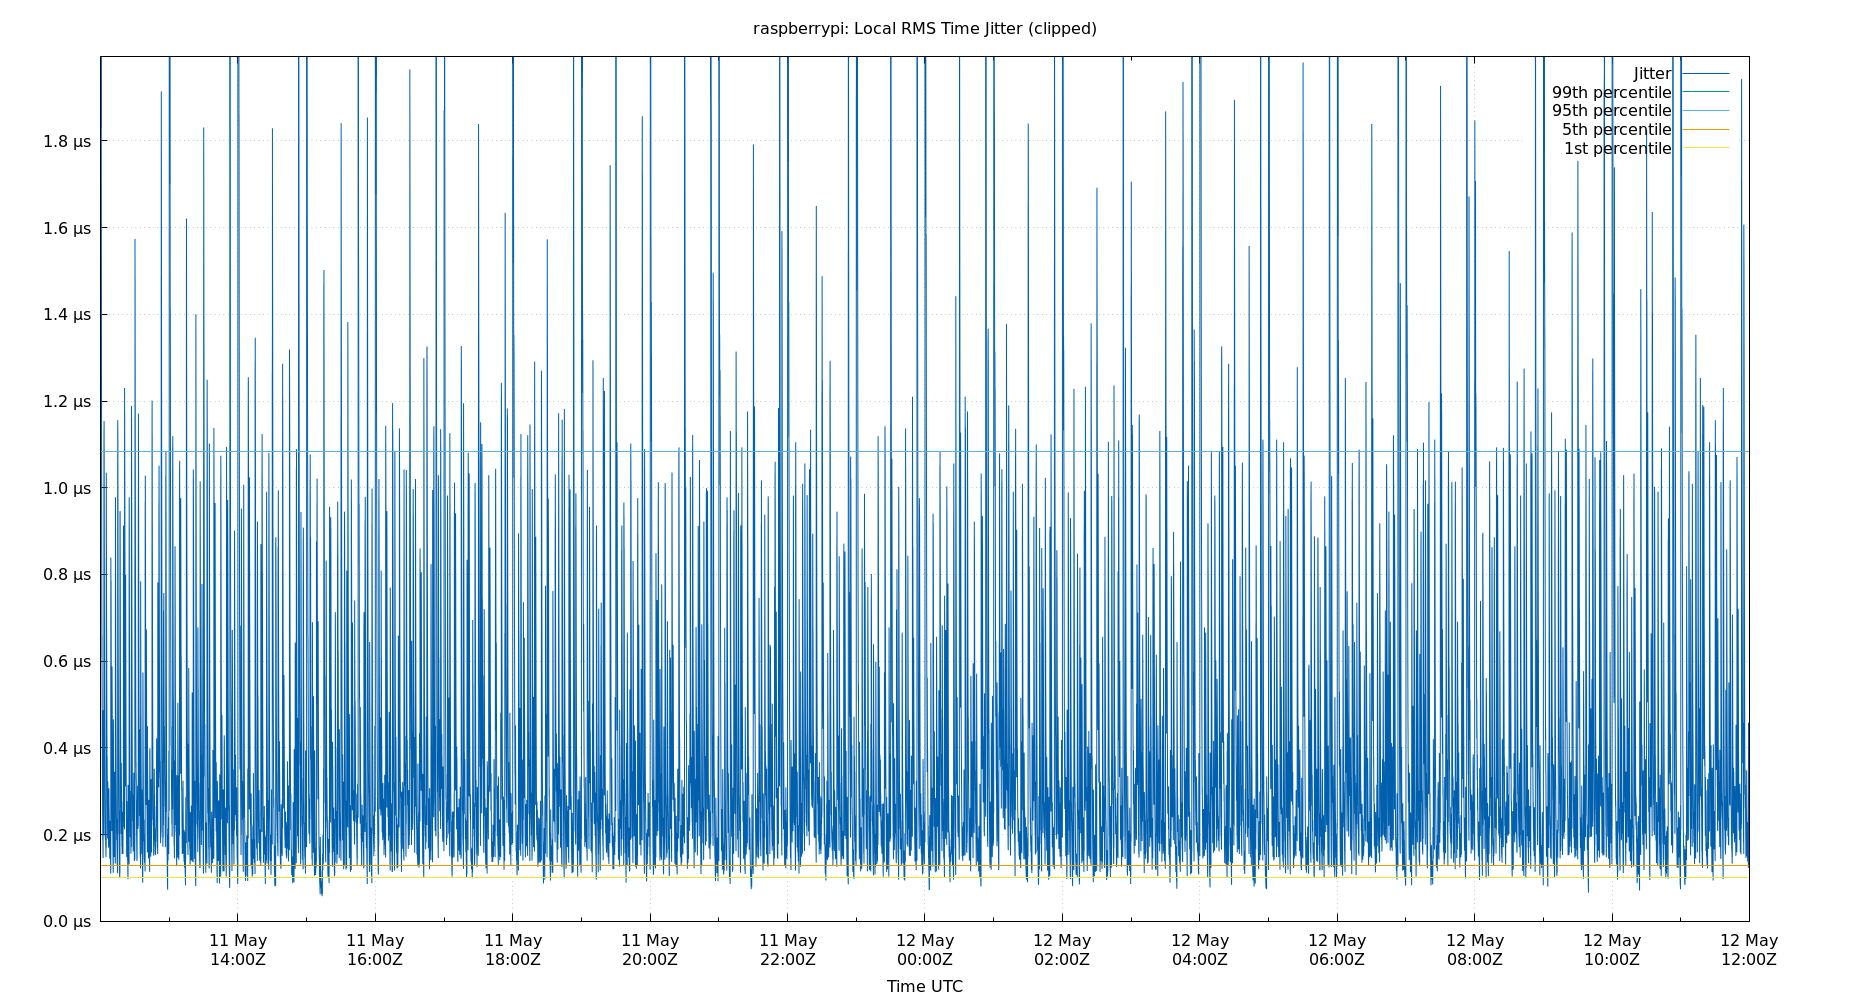 raspberrypi: Local RMS Time Jitter (clipped)
Jitter
99th percentile
95th percentile
5th percentile
1st percentile
1.8 µs
1.6 µs
1.4 µs
1.2 µs
1.0 µs
0.8 µs
0.6 µs
0.4 µs
0.2 µs
0.0 µs
11 May 11 May 11 May 11 May 11 May 12 May 12 May 12 May 12 May 12 May 12 May 12 May
14:00Z 16:00Z 18:00Z 20:00Z 22:00Z 00:00Z 02:00Z 04:00Z 06:00Z 08:00Z 10:00Z 12:00Z
Time UTC